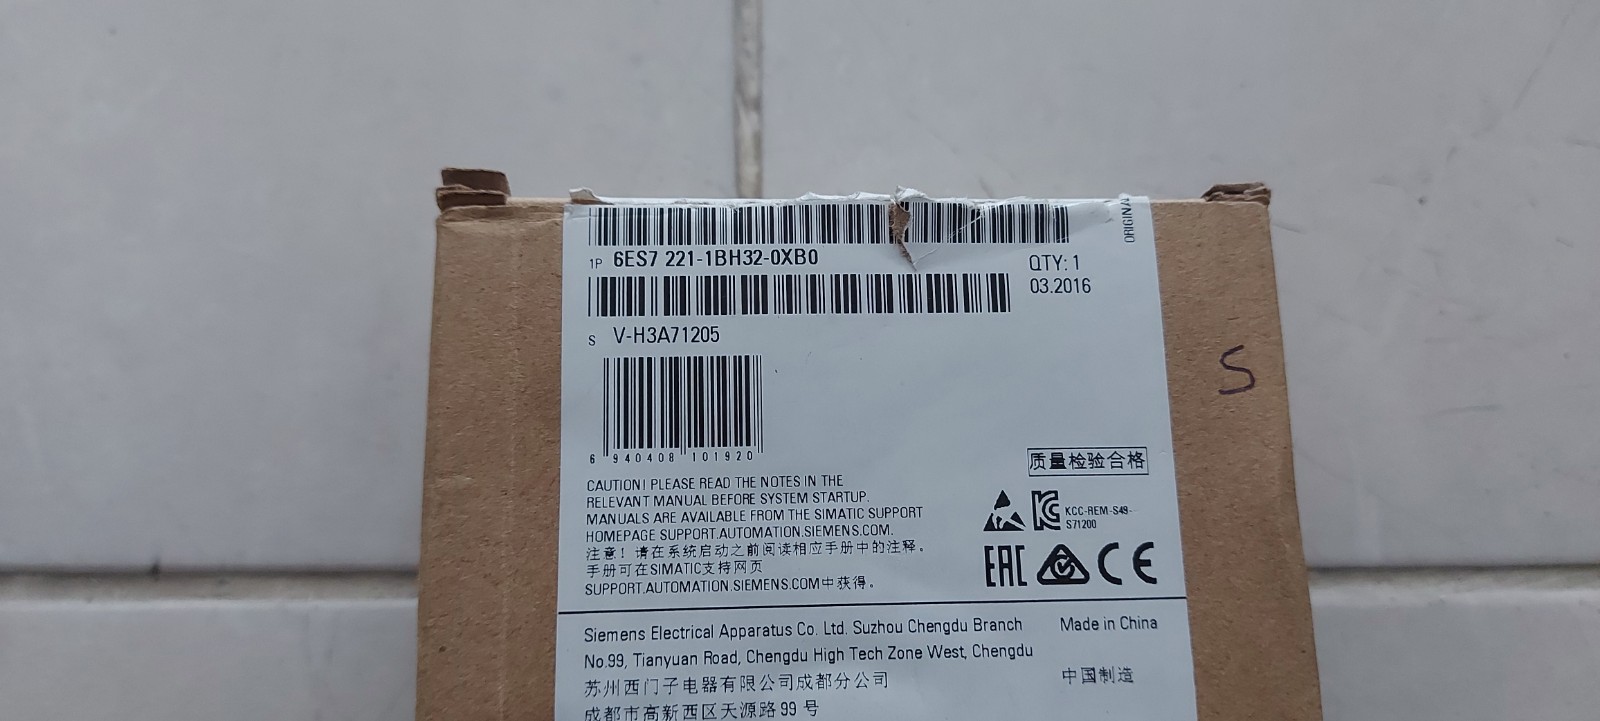 ORIGINA
1P 6ES7 221-1BH32-0XB0
QTY: 1
03.2016
S V-H3A71205
S
6 940408 101920
质量检验合格
CAUTION! PLEASE READ THE NOTES IN THE
RELEVANT MANUAL BEFORE SYSTEM STARTUP.
MANUALS ARE AVAILABLE FROM THE SIMATIC SUPPORT
HOMEPAGE SUPPORT.AUTOMATION.SIEMENS.COM.
注意！请在系统启动之前阅读相应手册中的注释。
手册可在SIMATIC支持网页
SUPPORT.AUTOMATION.SIEMENS.COM中获得。
KCC-REM-S49-
S71200
EAC
CE
Siemens Electrical Apparatus Co. Ltd. Suzhou Chengdu Branch
Made in China
No.99, Tianyuan Road, Chengdu High Tech Zone West, Chengdu
苏州西门子电器有限公司成都分公司
中国制造
成都市高新西区天源路 99 号